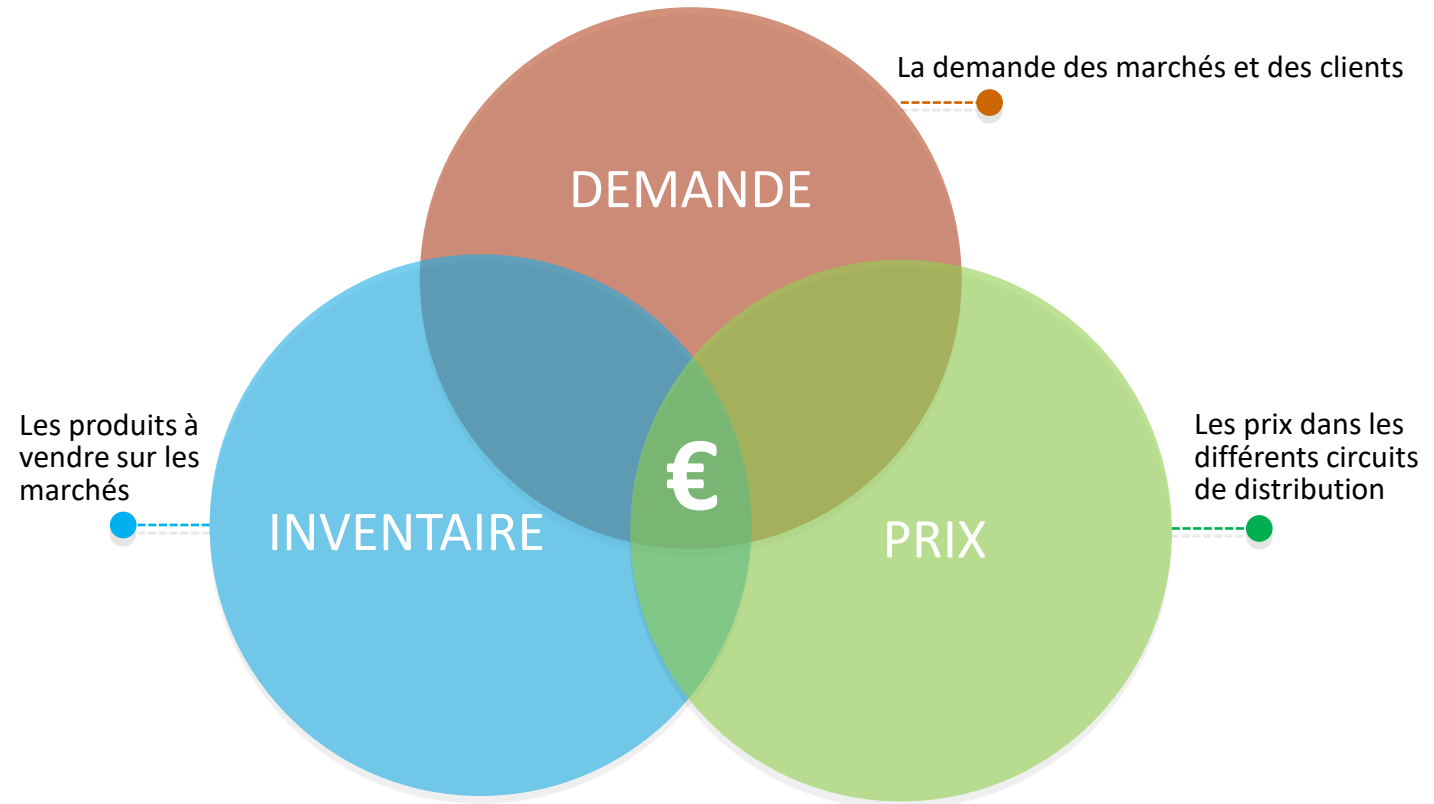 La demande des marchés et des clients
DEMANDE
Les produits à
vendre sur les
marchés
INVENTAIRE
€
PRIX
Les prix dans les
différents circuits
de distribution